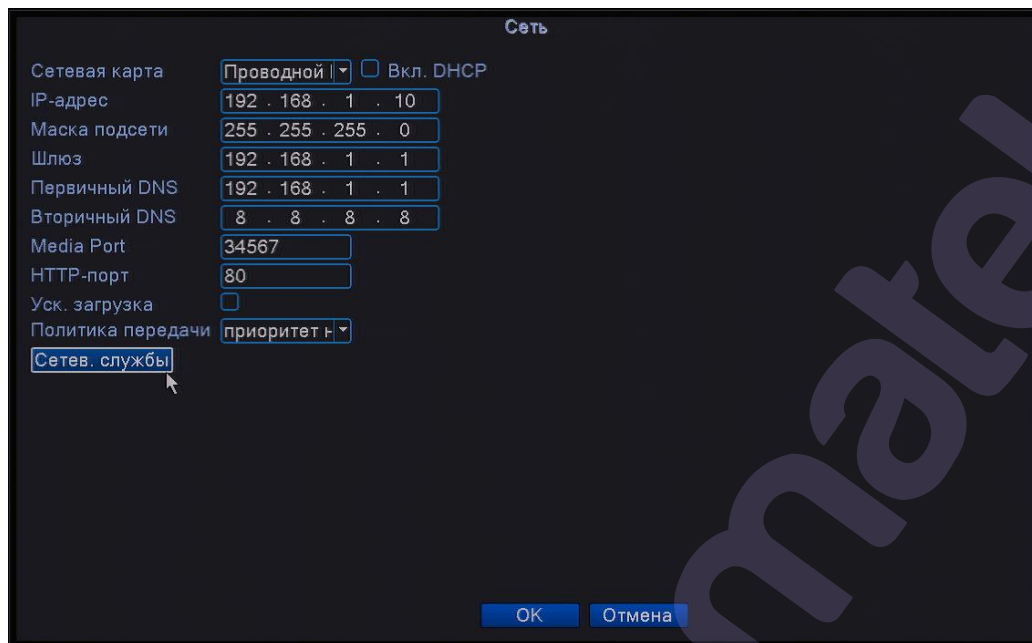 Сеть
Сетевая карта Проводной Вкл. DHCP
IP-адрес 192 . 168 . 1 . 10
Маска подсети 255 . 255 . 255 . 0
Шлюз 192 . 168 . 1 . 1
Первичный DNS 192 . 168 . 1 . 1
Вторичный DNS 8 . 8 . 8 . 8
Media Port 34567
HTTP-порт 80
Уск. загрузка
Политика передачи приоритет
Сетев. службы
OK Отмена
mate